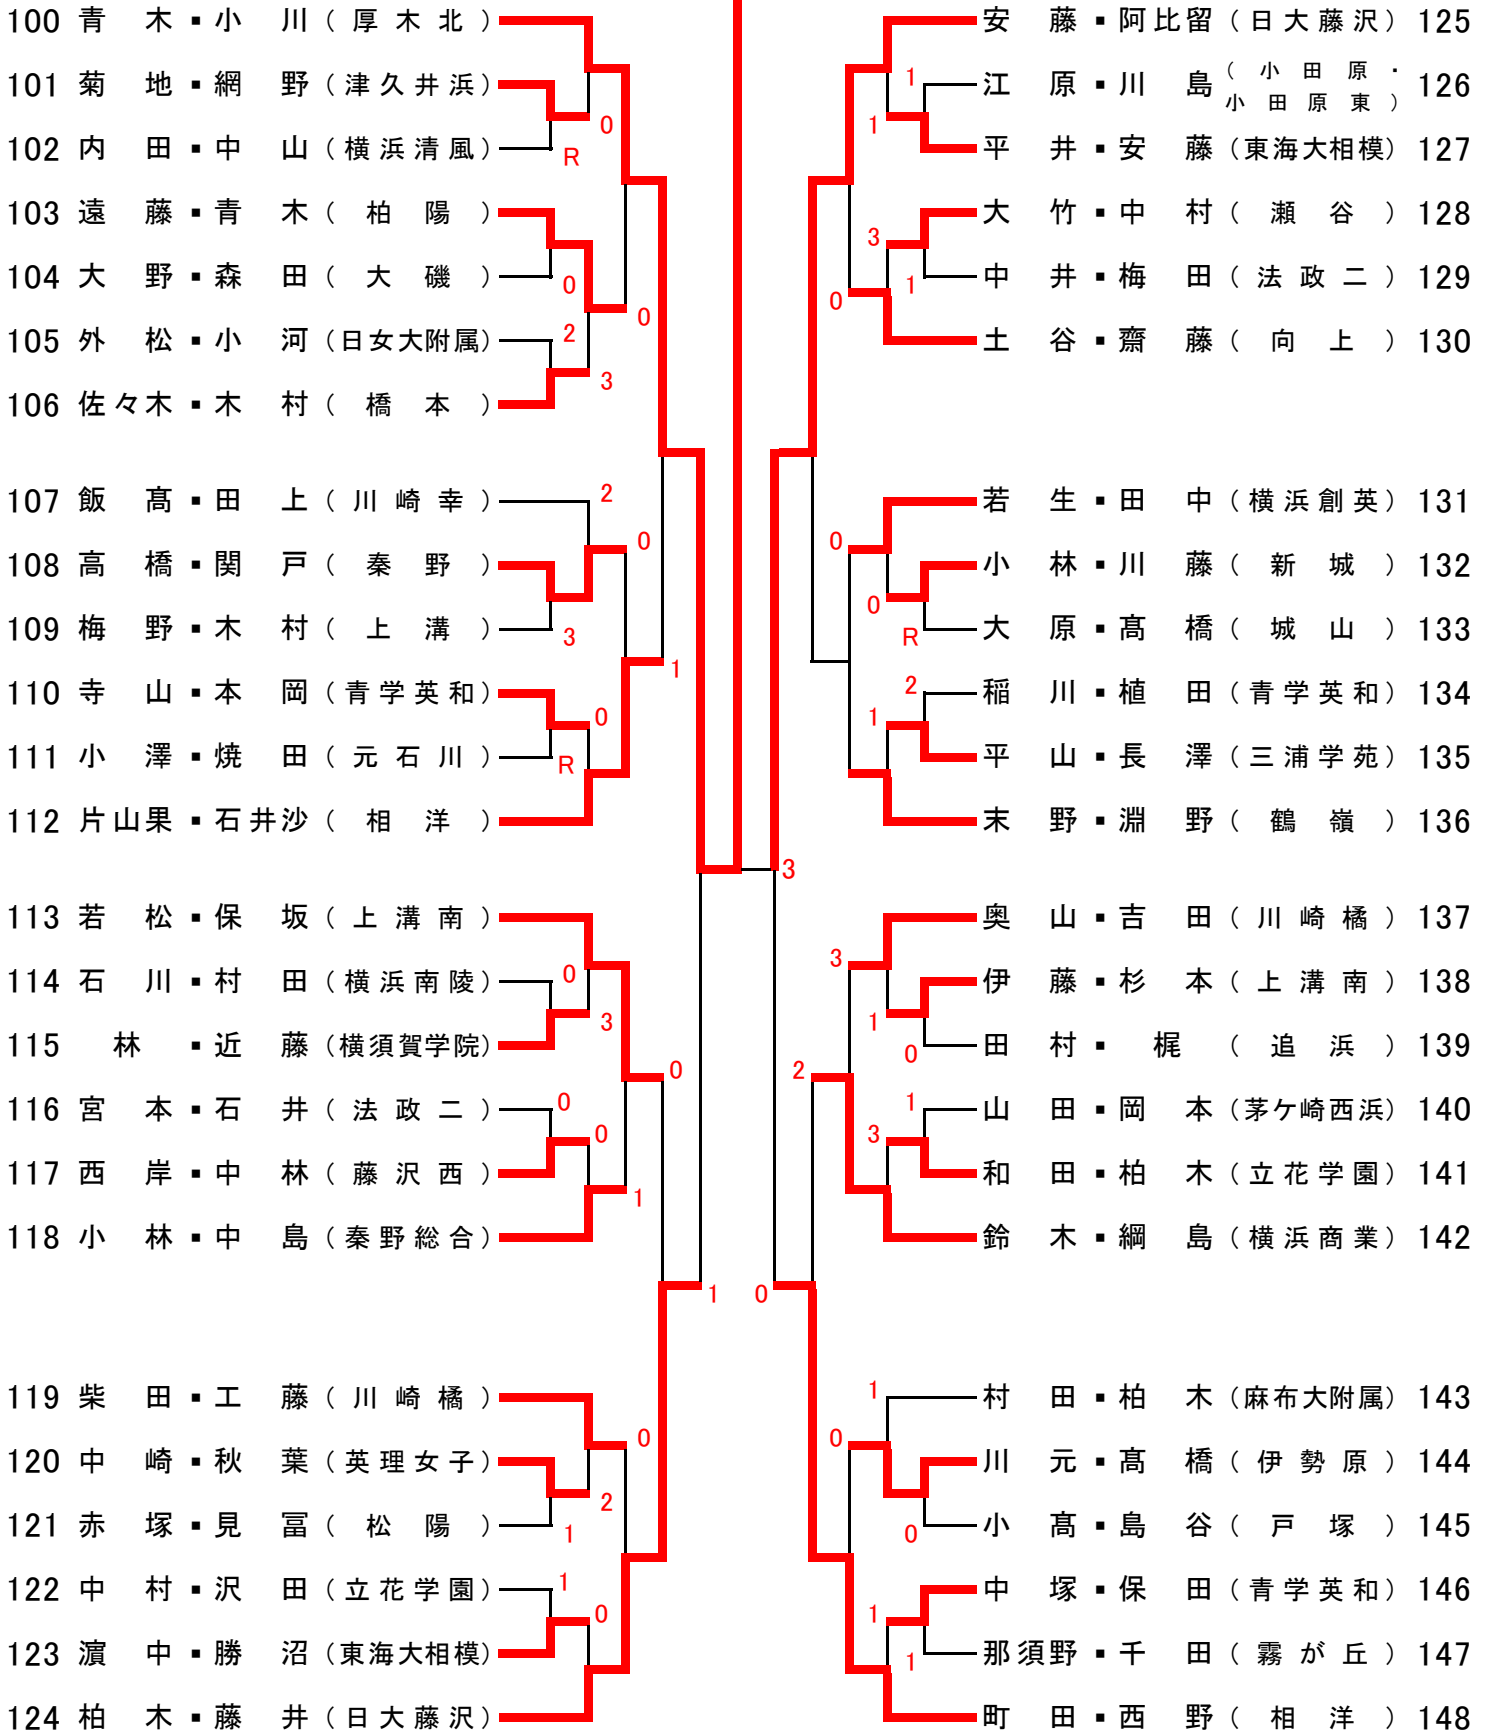 100 青木・小川（厚木北）
101 菊地・網野（津久井浜）
0
102 内田・中山（横浜清風）
R
103 遠藤・青木（柏陽）
104 大野・森田（大磯）
0
0
105 外松・小河（日女大附属）
2
3
106 佐々木・木村（橋本）
107 飯髙・田上（川崎幸）
2
0
108 高橋・関戸（秦野）
109 梅野・木村（上溝）
3
1
110 寺山・本岡（青学英和）
0
111 小澤・焼田（元石川）
R
112 片山果・石井沙（相洋）
3
113 若松・保坂（上溝南）
114 石川・村田（横浜南陵）
0
3
115 林・近藤（横須賀学院）
0
116 宮本・石井（法政二）
0
0
117 西岸・中林（藤沢西）
1
118 小林・中島（秦野総合）
1
119 柴田・工藤（川崎橘）
0
120 中崎・秋葉（英理女子）
2
121 赤塚・見冨（松陽）
1
122 中村・沢田（立花学園）
1
0
123 濵中・勝沼（東海大相模）
124 柏木・藤井（日大藤沢）
安藤・阿比留（日大藤沢） 125
1
江原・川島（小田原・
小田原東） 126
1
平井・安藤（東海大相模） 127
大竹・中村（瀬谷） 128
3
中井・梅田（法政二） 129
1
0
土谷・齋藤（向上） 130
若生・田中（横浜創英） 131
0
小林・川藤（新城） 132
0
大原・髙橋（城山） 133
R
稲川・植田（青学英和） 134
2
1
平山・長澤（三浦学苑） 135
末野・淵野（鶴嶺） 136
奥山・吉田（川崎橘） 137
3
伊藤・杉本（上溝南） 138
1
田村・梶（追浜） 139
0
2
山田・岡本（茅ケ崎西浜） 140
1
3
和田・柏木（立花学園） 141
鈴木・綱島（横浜商業） 142
0
村田・柏木（麻布大附属） 143
1
0
川元・髙橋（伊勢原） 144
小髙・島谷（戸塚） 145
0
中塚・保田（青学英和） 146
1
那須野・千田（霧が丘） 147
1
町田・西野（相洋） 148